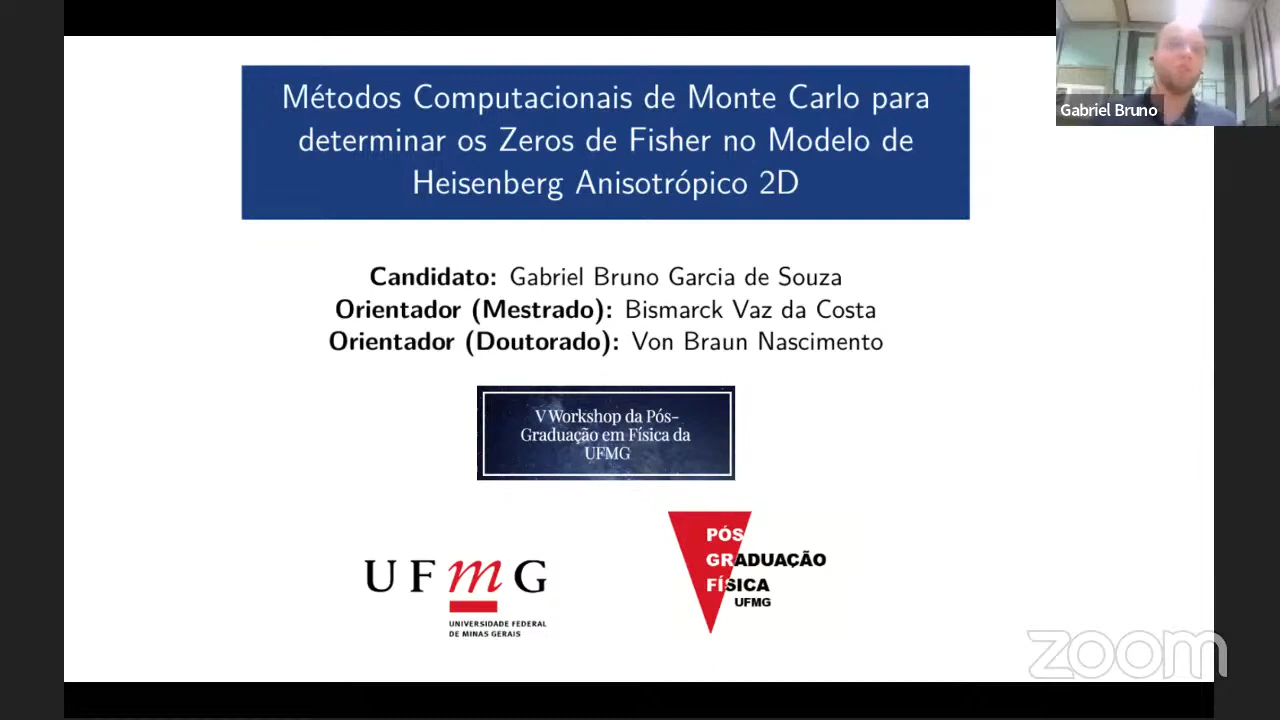 Métodos Computacionais de Monte Carlo para
determinar os Zeros de Fisher no Modelo de
Heisenberg Anisotrópico 2D
Gabriel Bruno
Candidato: Gabriel Bruno Garcia de Souza
Orientador (Mestrado): Bismarck Vaz da Costa
Orientador (Doutorado): Von Braun Nascimento
V Workshop da Pós-
Graduação em Física da
UFMG
UFmG
UNIVERSIDADE FEDERAL
DE MINAS GERAIS
PÓS
GRADUAÇÃO
FÍSICA
UFMG
zoom